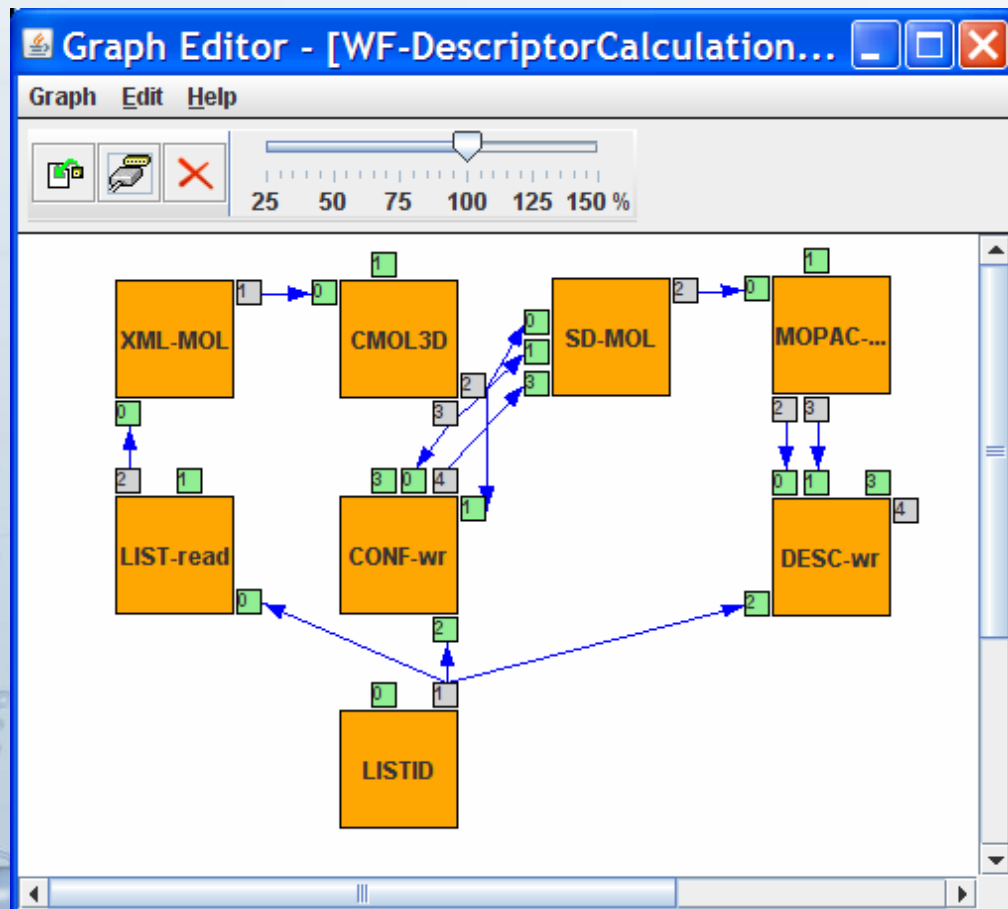 Graph Editor - [WF-DescriptorCalculation...
Graph Edit Help
25 50 75 100 125 150 %
1 1
1 0 0 2 0
XML-MOL CMOL3D SD-MOL MOPAC-...
1
3
2
0 3 2 3
2 1 3 0 4 0 1 3
1 4
LIST-read CONF-wr DESC-wr
0 2 2
0 1
LISTID